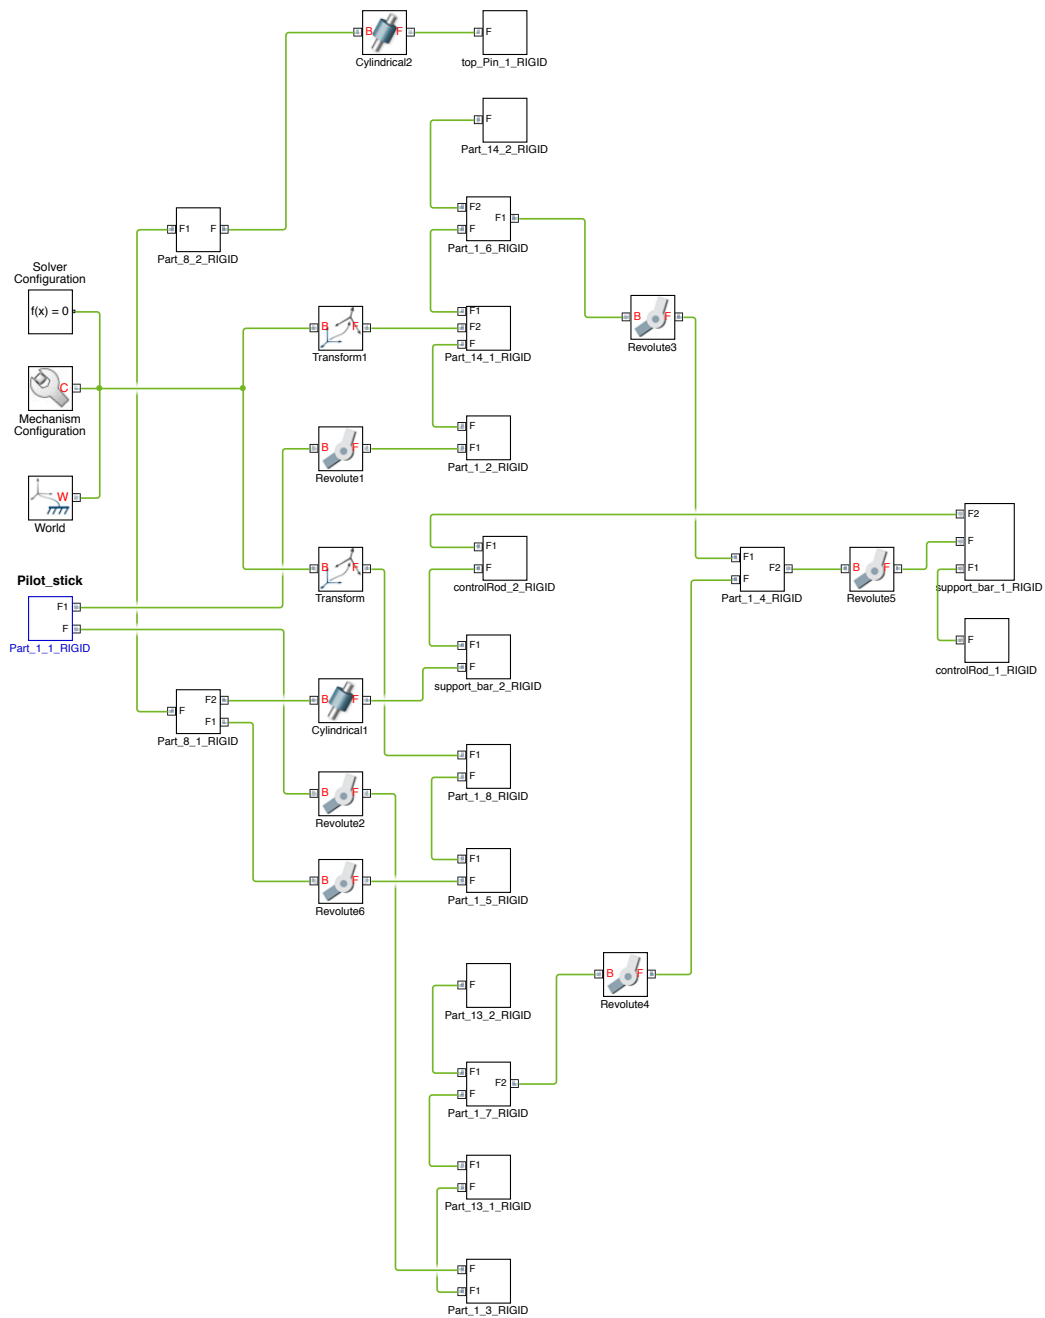 B
F
Cylindrical2
F
top_Pin_1_RIGID
F
Part_14_2_RIGID
F2
F
F1
Part_1_6_RIGID
F1
F
Part_8_2_RIGID
Solver
Configuration
f(x) = 0
B
F
Transform1
F1
F2
F
Part_14_1_RIGID
B
F
Revolute3
C
Mechanism
Configuration
B
F
Revolute1
F
F1
Part_1_2_RIGID
W
World
B
F
Transform
F1
F
controlRod_2_RIGID
F1
F
F2
Part_1_4_RIGID
B
F
Revolute5
F2
F
F1
support_bar_1_RIGID
Pilot_stick
F1
F
Part_1_1_RIGID
F1
F
support_bar_2_RIGID
F
controlRod_1_RIGID
F
F2
F1
Part_8_1_RIGID
B
F
Cylindrical1
F1
F
Part_1_8_RIGID
B
F
Revolute2
B
F
Revolute6
F1
F
Part_1_5_RIGID
F
Part_13_2_RIGID
B
F
Revolute4
F1
F
F2
Part_1_7_RIGID
F1
F
Part_13_1_RIGID
F
F1
Part_1_3_RIGID